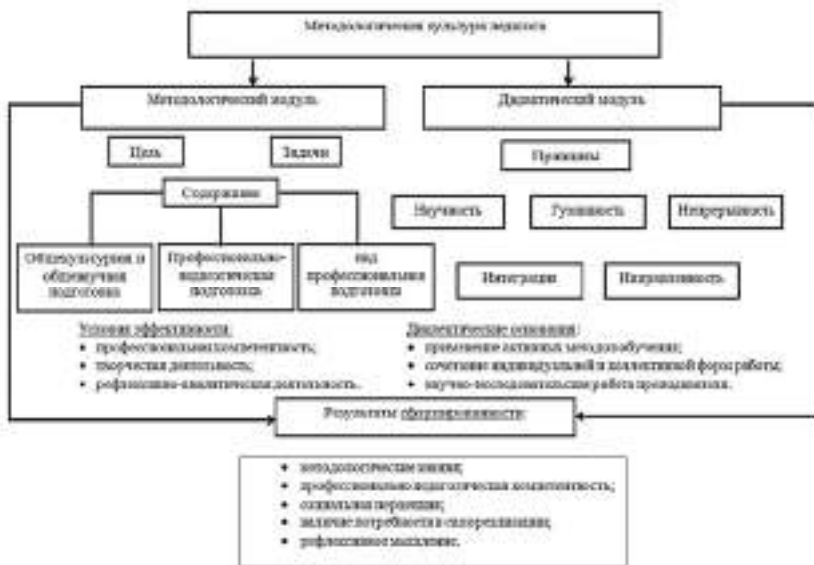 Методологическая культура педагога
Методологический модуль
Дидактический модуль
Цель
Задачи
Принципы
Содержание
Научность
Гуманность
Непрерывность
Общекультурная и
общенаучная
подготовка
Профессионально-
педагогическая
подготовка
над
профессиональная
подготовка
Интеграция
Направленность
Условия эффективности:
• профессиональная компетентность;
• творческая деятельность;
• рефлексивно-аналитическая деятельность.
основания:
• применение активных методов обучения;
• сочетание индивидуальной и коллективной форм работы;
• научно-исследовательская работа преподавателя.
Результаты сформированности
• методологические знания;
• профессионально педагогическая компетентность;
• социальная перцепция;
• наличие потребности в самореализации;
• рефлексивное мышление.